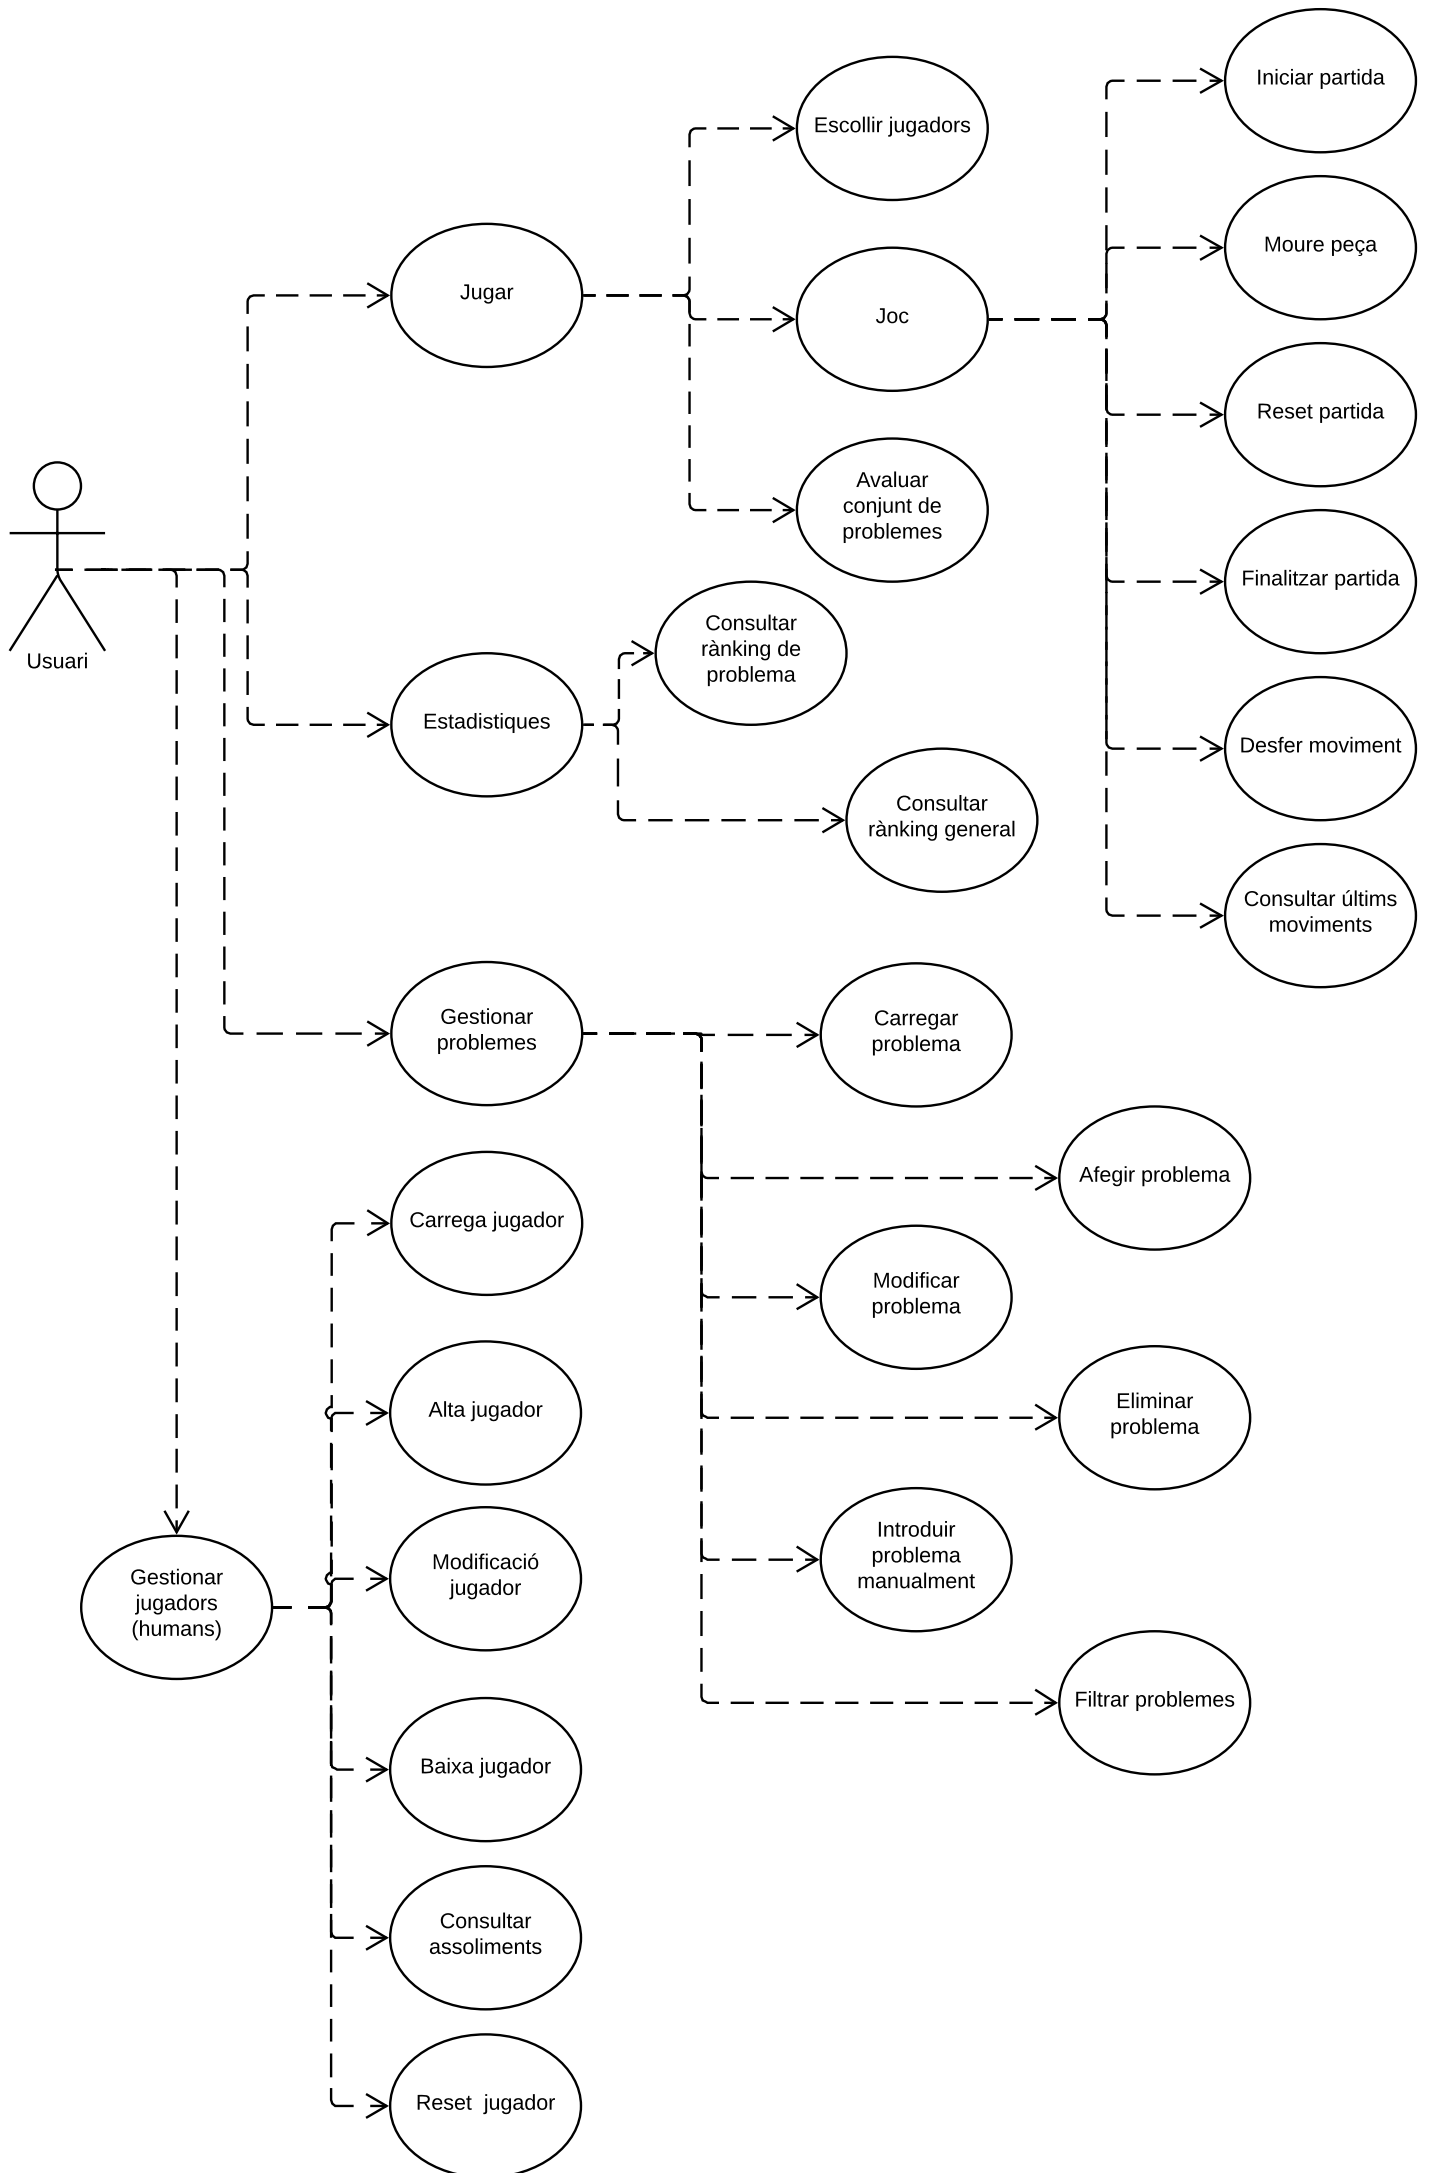 Iniciar partida
Escollir jugadors
Moure peça
Jugar
Joc
Reset partida
Avaluar
conjunt de
problemes
Finalitzar partida
Usuari
Consultar
rànking de
problema
Estadistiques
Desfer moviment
Consultar
rànking general
Consultar últims
moviments
Gestionar
problemes
Carregar
problema
Afegir problema
Carrega jugador
Modificar
problema
Alta jugador
Eliminar
problema
Introduir
problema
manualment
Modificació
jugador
Gestionar
jugadors
(humans)
Filtrar problemes
Baixa jugador
Consultar
assoliments
Reset  jugador